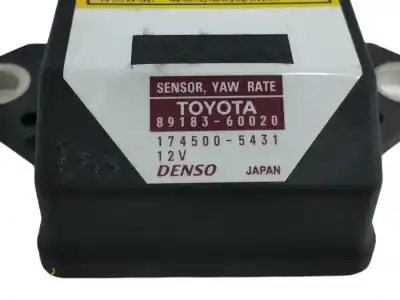 SENSOR, YAW RATE
TOYOTA
89183-60020
174500-5431
12V
DENSO JAPAN